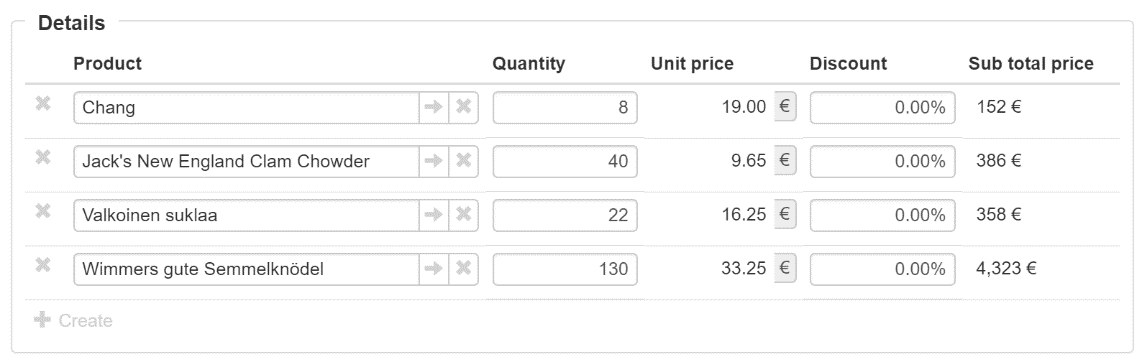 Details
Product Quantity Unit price Discount Sub total price
Chang 8 19.00 € 0.00% 152 €
Jack's New England Clam Chowder 40 9.65 € 0.00% 386 €
Valkoinen suklaa 22 16.25 € 0.00% 358 €
Wimmers gute Semmelknödel 130 33.25 € 0.00% 4,323 €
Create